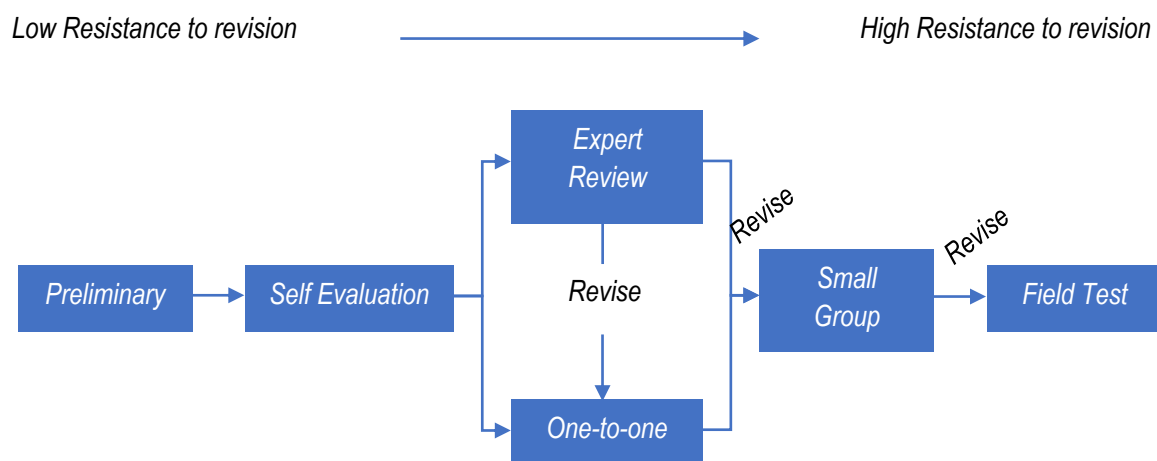 Low Resistance to revision
High Resistance to revision
Expert
Review
Revise
Revise
Preliminary
Self Evaluation
Revise
Small
Group
Field Test
One-to-one